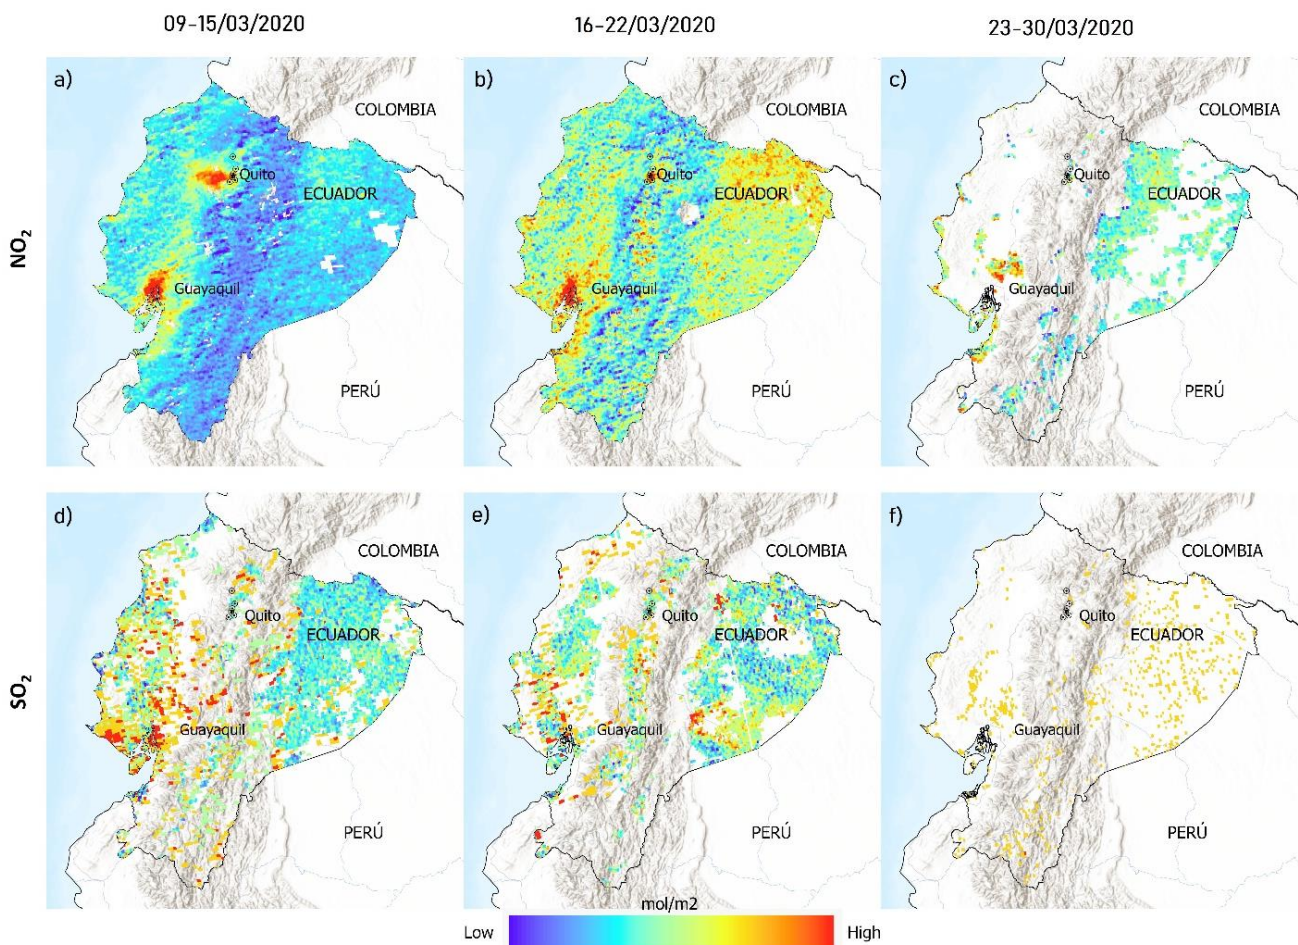 09-15/03/2020
16-22/03/2020
23-30/03/2020
NO2
a)
COLOMBIA
Quito
ECUADOR
Guayaquil
PERÚ
b)
COLOMBIA
Quito
ECUADOR
Guayaquil
PERÚ
c)
COLOMBIA
Quito
ECUADOR
Guayaquil
PERÚ
SO2
d)
COLOMBIA
Quito
ECUADOR
Guayaquil
PERÚ
e)
COLOMBIA
Quito
ECUADOR
Guayaquil
PERÚ
f)
COLOMBIA
Quito
ECUADOR
Guayaquil
PERÚ
mol/m2
Low
High